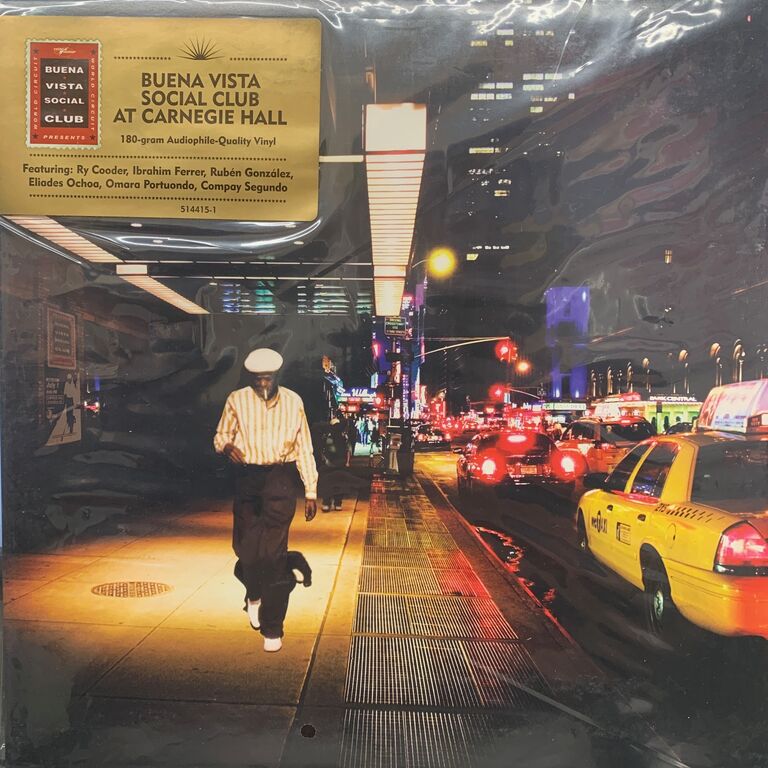 BUENA
VISTA
SOCIAL
CLUB
WORLD CIRCUIT
WORLD CIRCUIT
PRESENTS
BUENA VISTA
SOCIAL CLUB
AT CARNEGIE HALL
180-gram Audiophile-Quality Vinyl
Featuring: Ry Cooder, Ibrahim Ferrer, Rubén González,
Eliades Ochoa, Omara Portuondo, Compay Segundo
514415-1
PARK CENTRAL